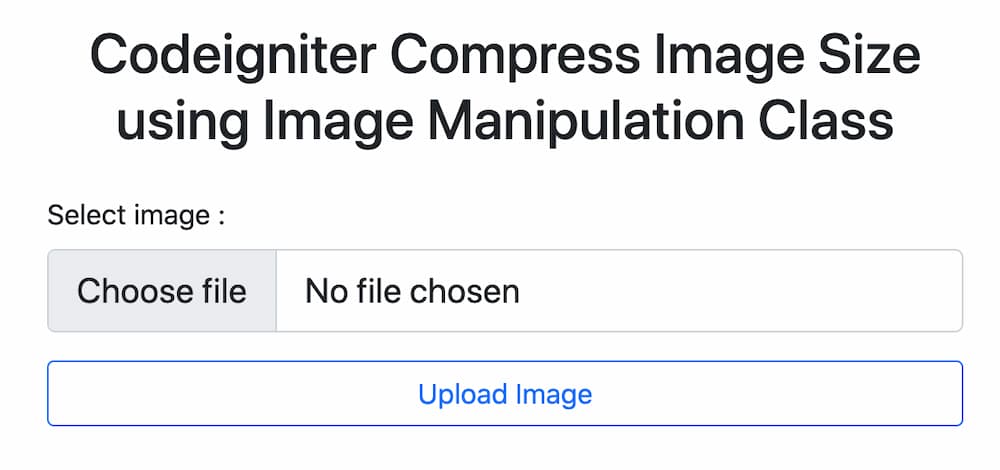 Codeigniter Compress Image Size
using Image Manipulation Class
Select image :
Choose file No file chosen
Upload Image